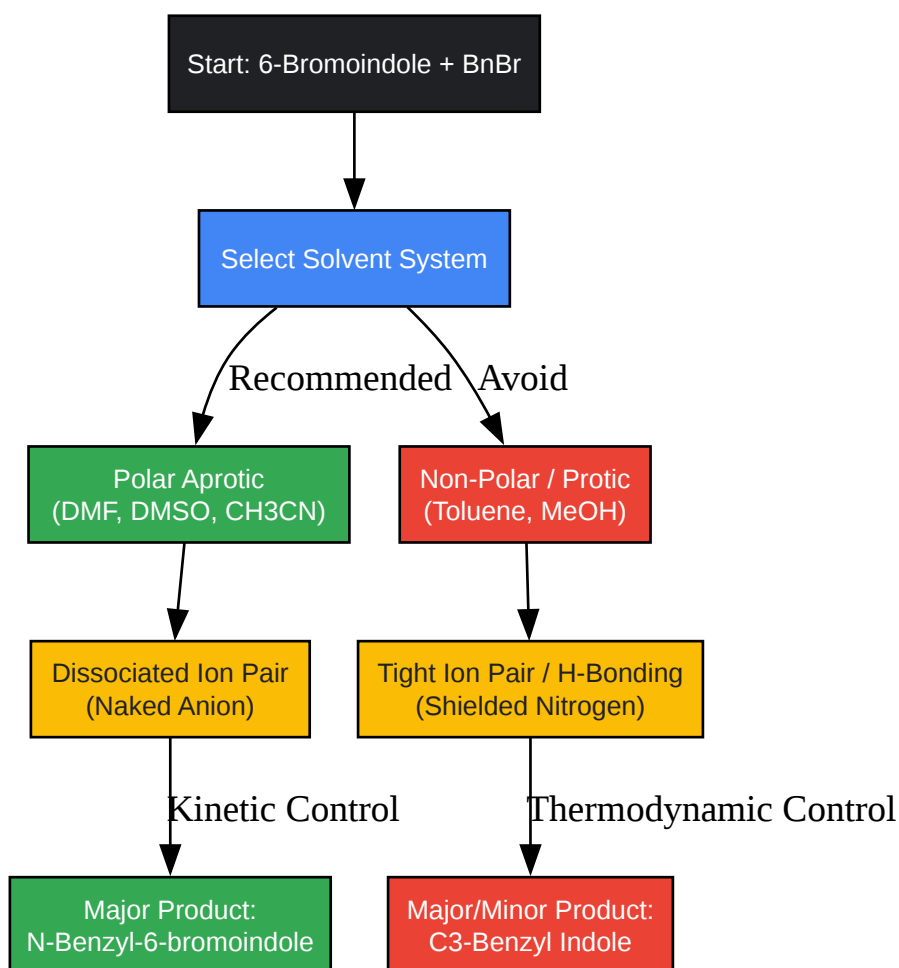 Start: 6-Bromoindole + BnBr
Select Solvent System
Recommended
Avoid
Polar Aprotic
(DMF, DMSO, CH3CN)
Non-Polar / Protic
(Toluene, MeOH)
Dissociated Ion Pair
(Naked Anion)
Tight Ion Pair / H-Bonding
(Shielded Nitrogen)
Kinetic Control
Thermodynamic Control
Major Product:
N-Benzyl-6-bromoindole
Major/Minor Product:
C3-Benzyl Indole